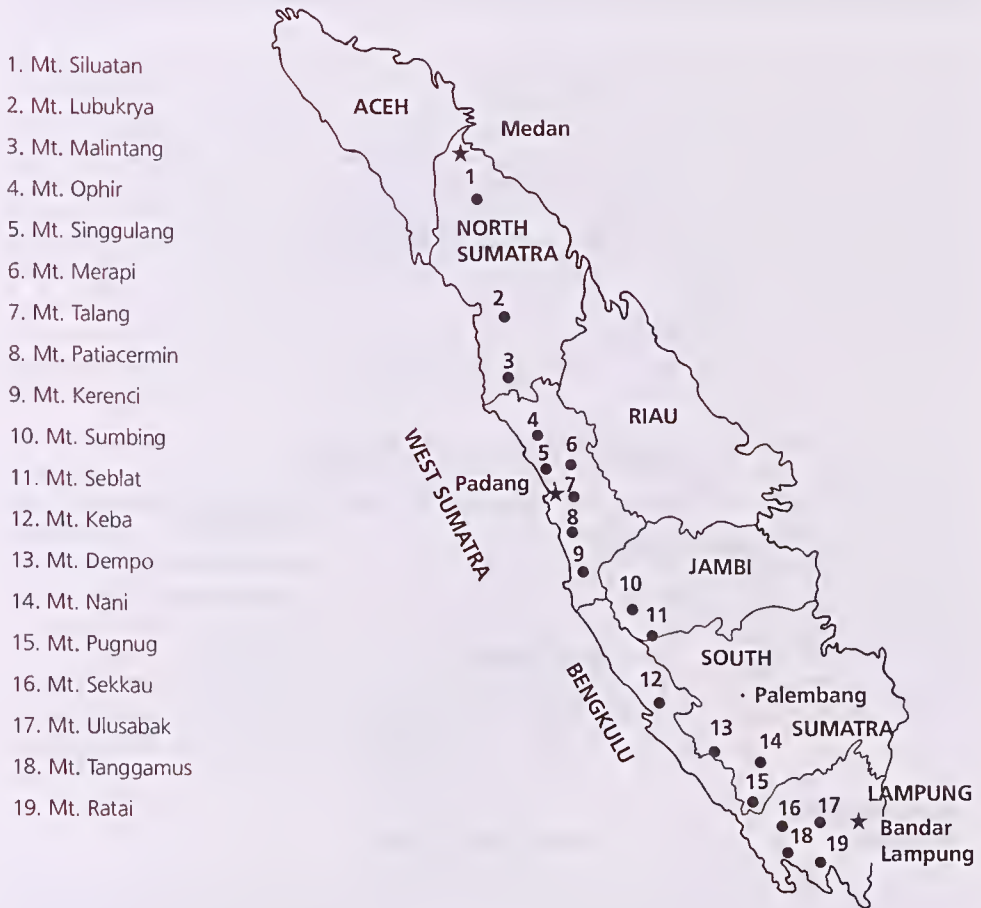 1. Mt. Siluatan
2. Mt. Lubukrya
3. Mt. Malintang
4. Mt. Ophir
5. Mt. Singgulang
6. Mt. Merapi
7. Mt. Talang
8. Mt. Patiacermin
9. Mt. Kerenci
10. Mt. Sumbing
11. Mt. Seblat
12. Mt. Keba
13. Mt. Dempo
14. Mt. Nani
15. Mt. Pugnug
16. Mt. Sekkau
17. Mt. Ulusabak
18. Mt. Tanggamus
19. Mt. Ratai
ACEH
Medan
1
NORTH
SUMATRA
2
3
RIAU
4
5
6
WEST SUMATRA
Padang
7
8
9
JAMBI
10
11
SOUTH
BENGKULU
12
Palembang
SUMATRA
13
14
15
LAMPUNG
16
17
Bandar
Lampung
18
19